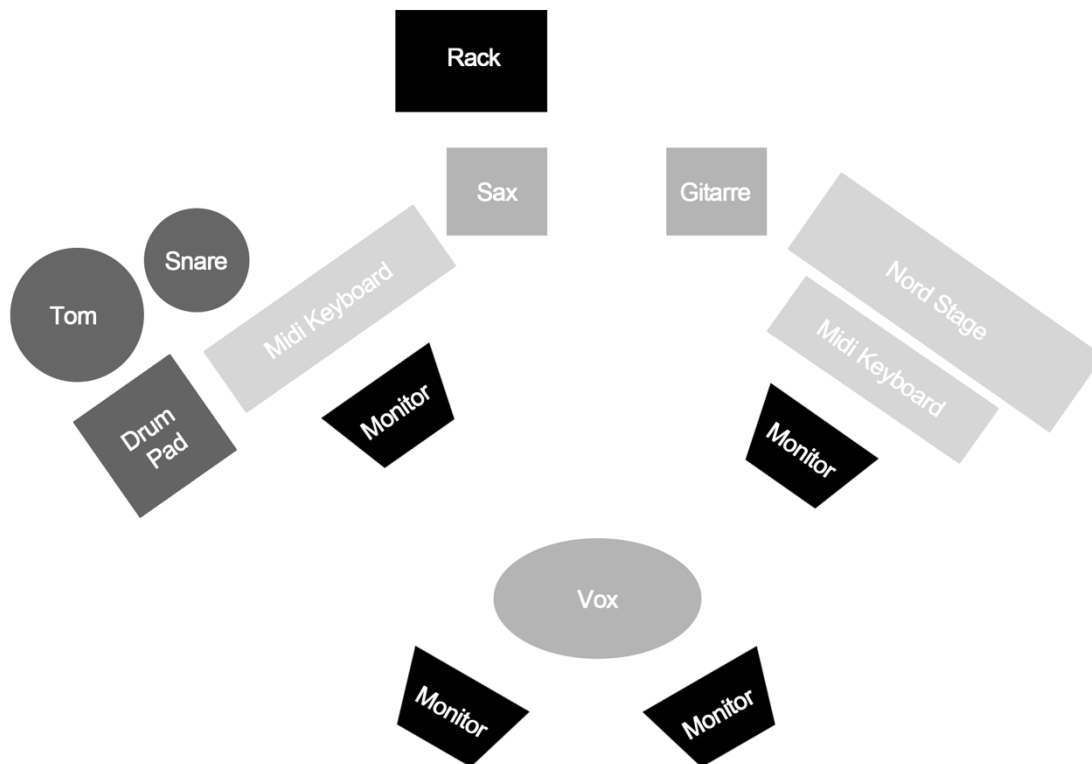 Rack
Sax
Gitarre
Snare
Tom
Midi Keyboard
Nord Stage
Midi Keyboard
Drum
Pad
Monitor
Monitor
Vox
Monitor
Monitor